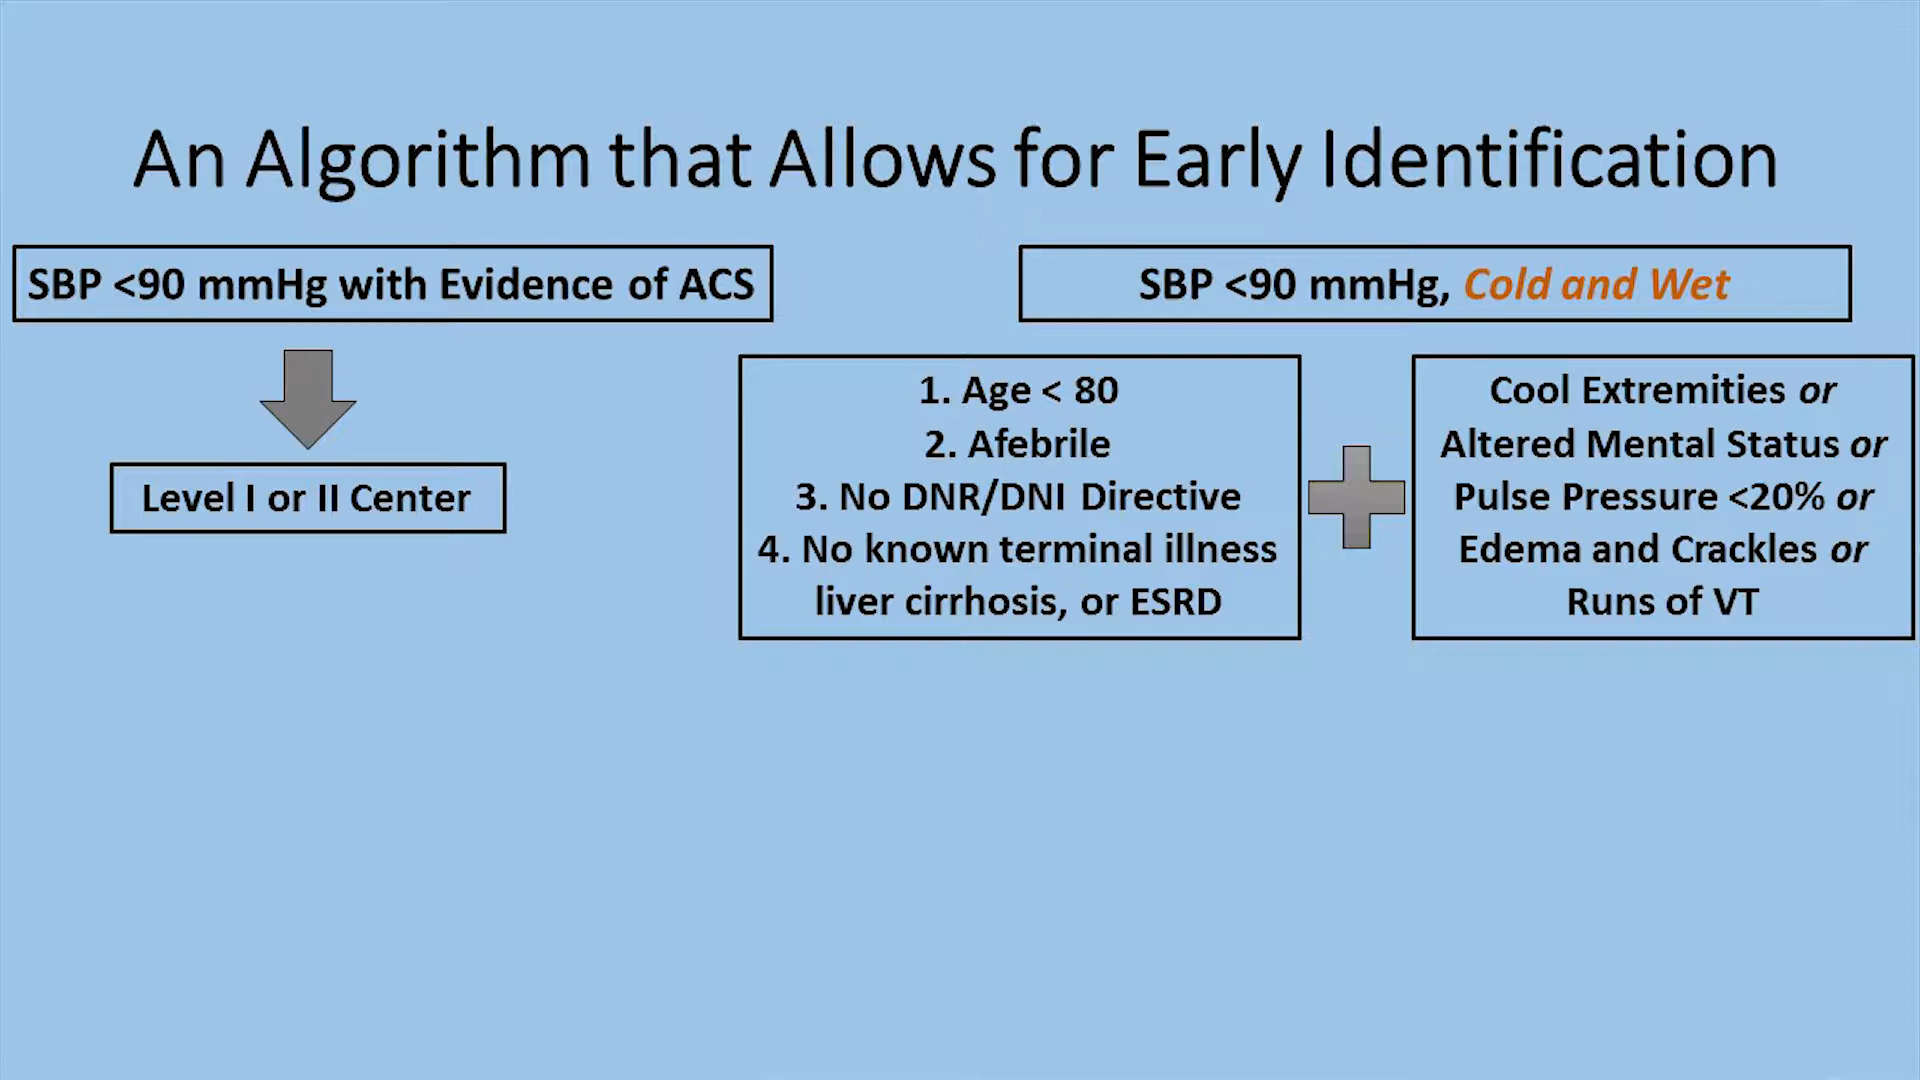 An Algorithm that Allows for Early Identification
SBP <90 mmHg with Evidence of ACS
Level I or II Center
SBP <90 mmHg, Cold and Wet
1. Age < 80
2. Afebrile
3. No DNR/DNI Directive
4. No known terminal illness
liver cirrhosis, or ESRD
Cool Extremities or
Altered Mental Status or
Pulse Pressure <20% or
Edema and Crackles or
Runs of VT